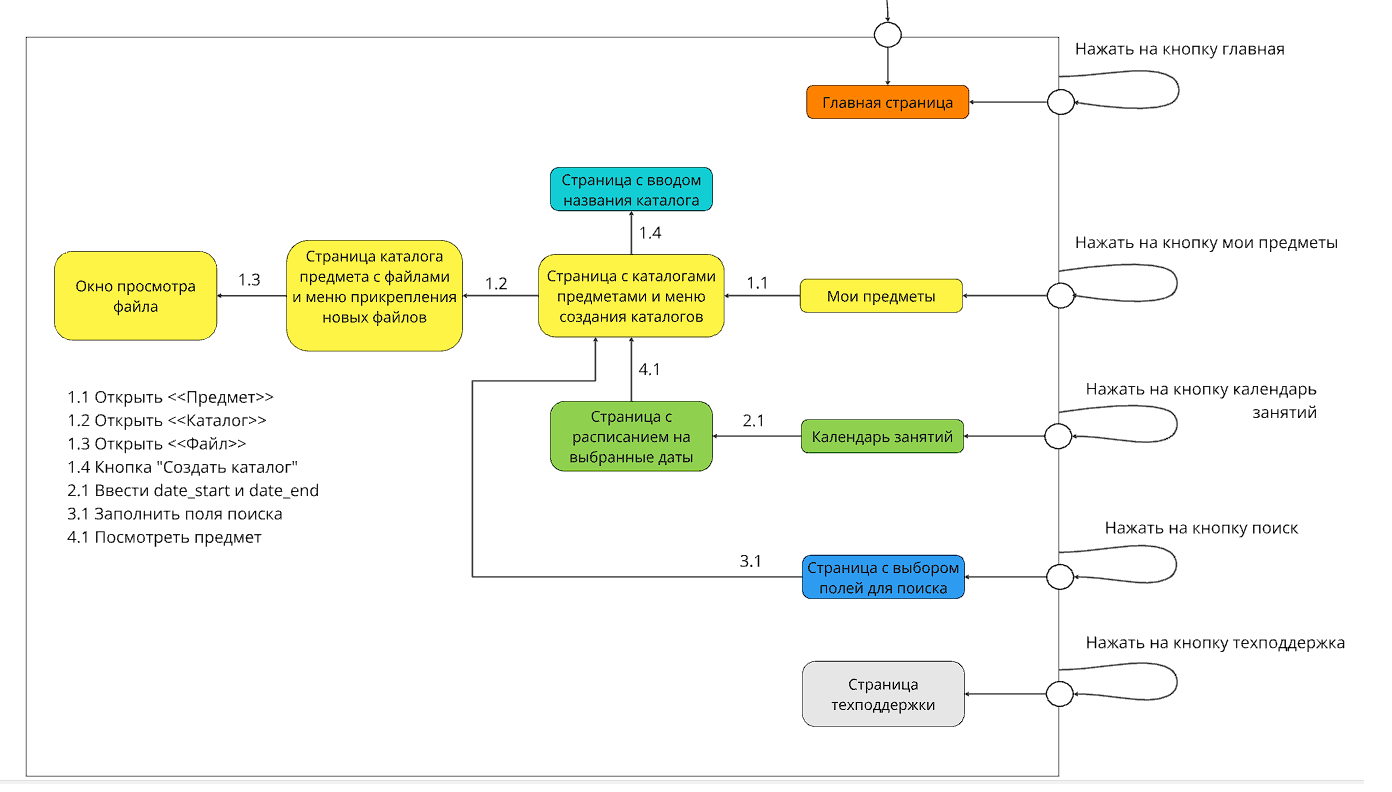 Нажать на кнопку главная
Главная страница
Страница с вводом
названия каталога
1.4
Нажать на кнопку мои предметы
Окно просмотра
файла
1.3
Страница каталога
предмета с файлами
и меню прикрепления
новых файлов
1.2
Страница с каталогами
предметами и меню
создания каталогов
1.1
Мои предметы
4.1
Нажать на кнопку календарь
занятий
Страница с
расписанием на
выбранные даты
2.1
Календарь занятий
1.1 Открыть <<Предмет>>
1.2 Открыть <<Каталог>>
1.3 Открыть <<Файл>>
1.4 Кнопка "Создать каталог"
2.1 Ввести date_start и date_end
3.1 Заполнить поля поиска
4.1 Посмотреть предмет
Нажать на кнопку поиск
3.1
Страница с выбором
полей для поиска
Нажать на кнопку техподдержка
Страница
техподдержки